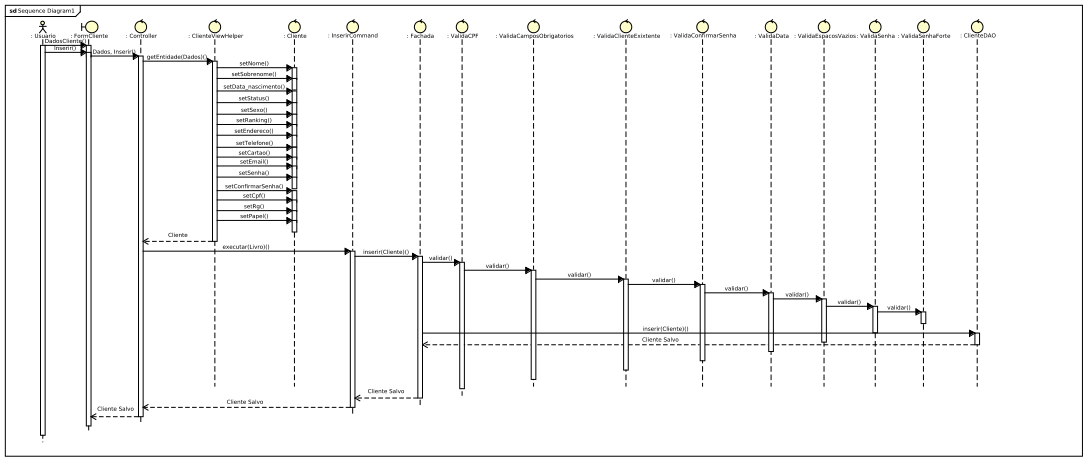 sd Sequence Diagram1
: Usuario
: FormCliente
: Controller
: ClienteViewHelper
: Cliente
: InserirCommand
: Fachada
: ValidaCPF
: ValidaCamposObrigatorios
: ValidaClienteExistente
: ValidaConfirmarSenha
: ValidaData
: ValidaEspacosVazios
: ValidaSenha
: ValidaSenhaForte
: ClienteDAO
DadosCliente()
Inserir()
Dados, Inserir()
getEntidade(Dados)()
setNome()
setSobrenome()
setData_nascimento()
setStatus()
setSexo()
setRanking()
setEndereco()
setTelefone()
setCartao()
setEmail()
setSenha()
setConfirmarSenha()
setCpf()
setRg()
setPapel()
Cliente
executar(Livro)()
inserir(Cliente)()
validar()
validar()
validar()
validar()
validar()
validar()
validar()
validar()
inserir(Cliente)()
Cliente Salvo
Cliente Salvo
Cliente Salvo
Cliente Salvo